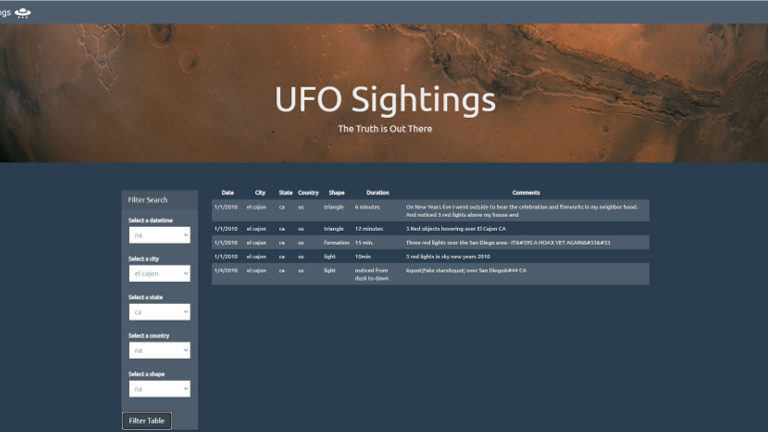 ngs
UFO Sightings
The Truth is Out There
Filter Search
Select a datetime
na
Select a city
el cajon
Select a state
ca
Select a country
na
Select a shape
na
Filter Table
Date City State Country Shape Duration Comments
1/1/2010 el cajon ca us triangle 6 minutes On New Years Eve I went outside to hear the celebration and fireworks in my neighbor hood.
And noticed 3 red lights above my house and
1/1/2010 el cajon ca us triangle 12 minutes 3 Red objects hovering over El Cajon CA
1/1/2010 el cajon ca us formation 15 min. Three red lights over the San Diego area - IT&#39S A HOAX YET AGAIN&#33&#33
1/1/2010 el cajon ca us light 10min 3 red lights in sky new years 2010
1/4/2010 el cajon ca us light noticed from &quot;Fake stars&quot; over San Diego&#44 CA
dusk to dawn